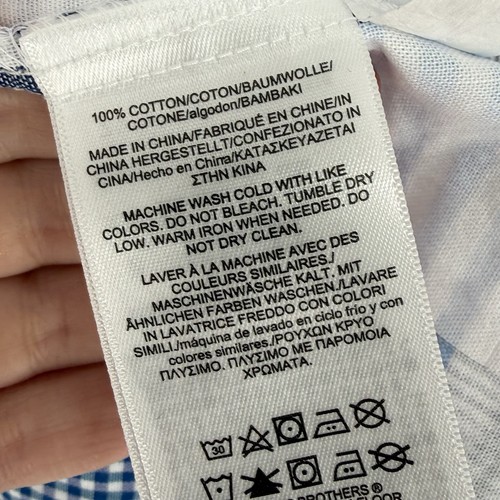 100% COTTON/COTON/BAUMWOLLE/
COTONE/algodon/BAMBAKI
MADE IN CHINA/FABRIQUÉ EN CHINE/IN
CHINA HERGESTELLT/CONFEZIONATO IN
CINA/Hecho en China/ΚΑΤΑΣΚΕΥΑΖΕΤΑΙ
ΣΤΗΝ ΚΙΝΑ
MACHINE WASH COLD WITH LIKE
COLORS. DO NOT BLEACH. TUMBLE DRY
LOW. WARM IRON WHEN NEEDED. DO
NOT DRY CLEAN.
LAVER À LA MACHINE AVEC DES
COULEURS SIMILAIRES./
MASCHINENWÄSCHE KALT. MIT
ÄHNLICHEN FARBEN WASCHEN./LAVARE
IN LAVATRICE FREDDO CON COLORI
SIMILI./máquina de lavado en ciclo frio y con
colores similares./ΡΟΥΧΩΝ ΚΡΥΟ
ΠΛΥΣΙΜΟ. ΠΛΥΣΙΜΟ ΜΕ ΠΑΡΟΜΟΙΑ
ΧΡΩΜΑΤΑ.
30
BROTHERS ®
FLOOR